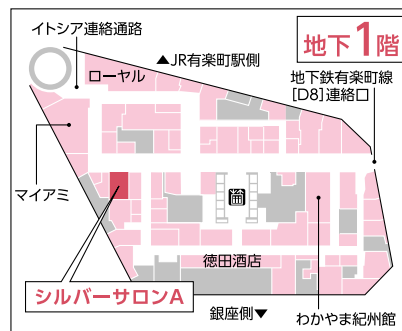 イトシア連絡通路
▲JR有楽町駅側
地下1階
ローヤル
地下鉄有楽町線
[D8]連絡口
マイアミ
シルバーサロンA
徳田酒店
銀座側▼
わかやま紀州館